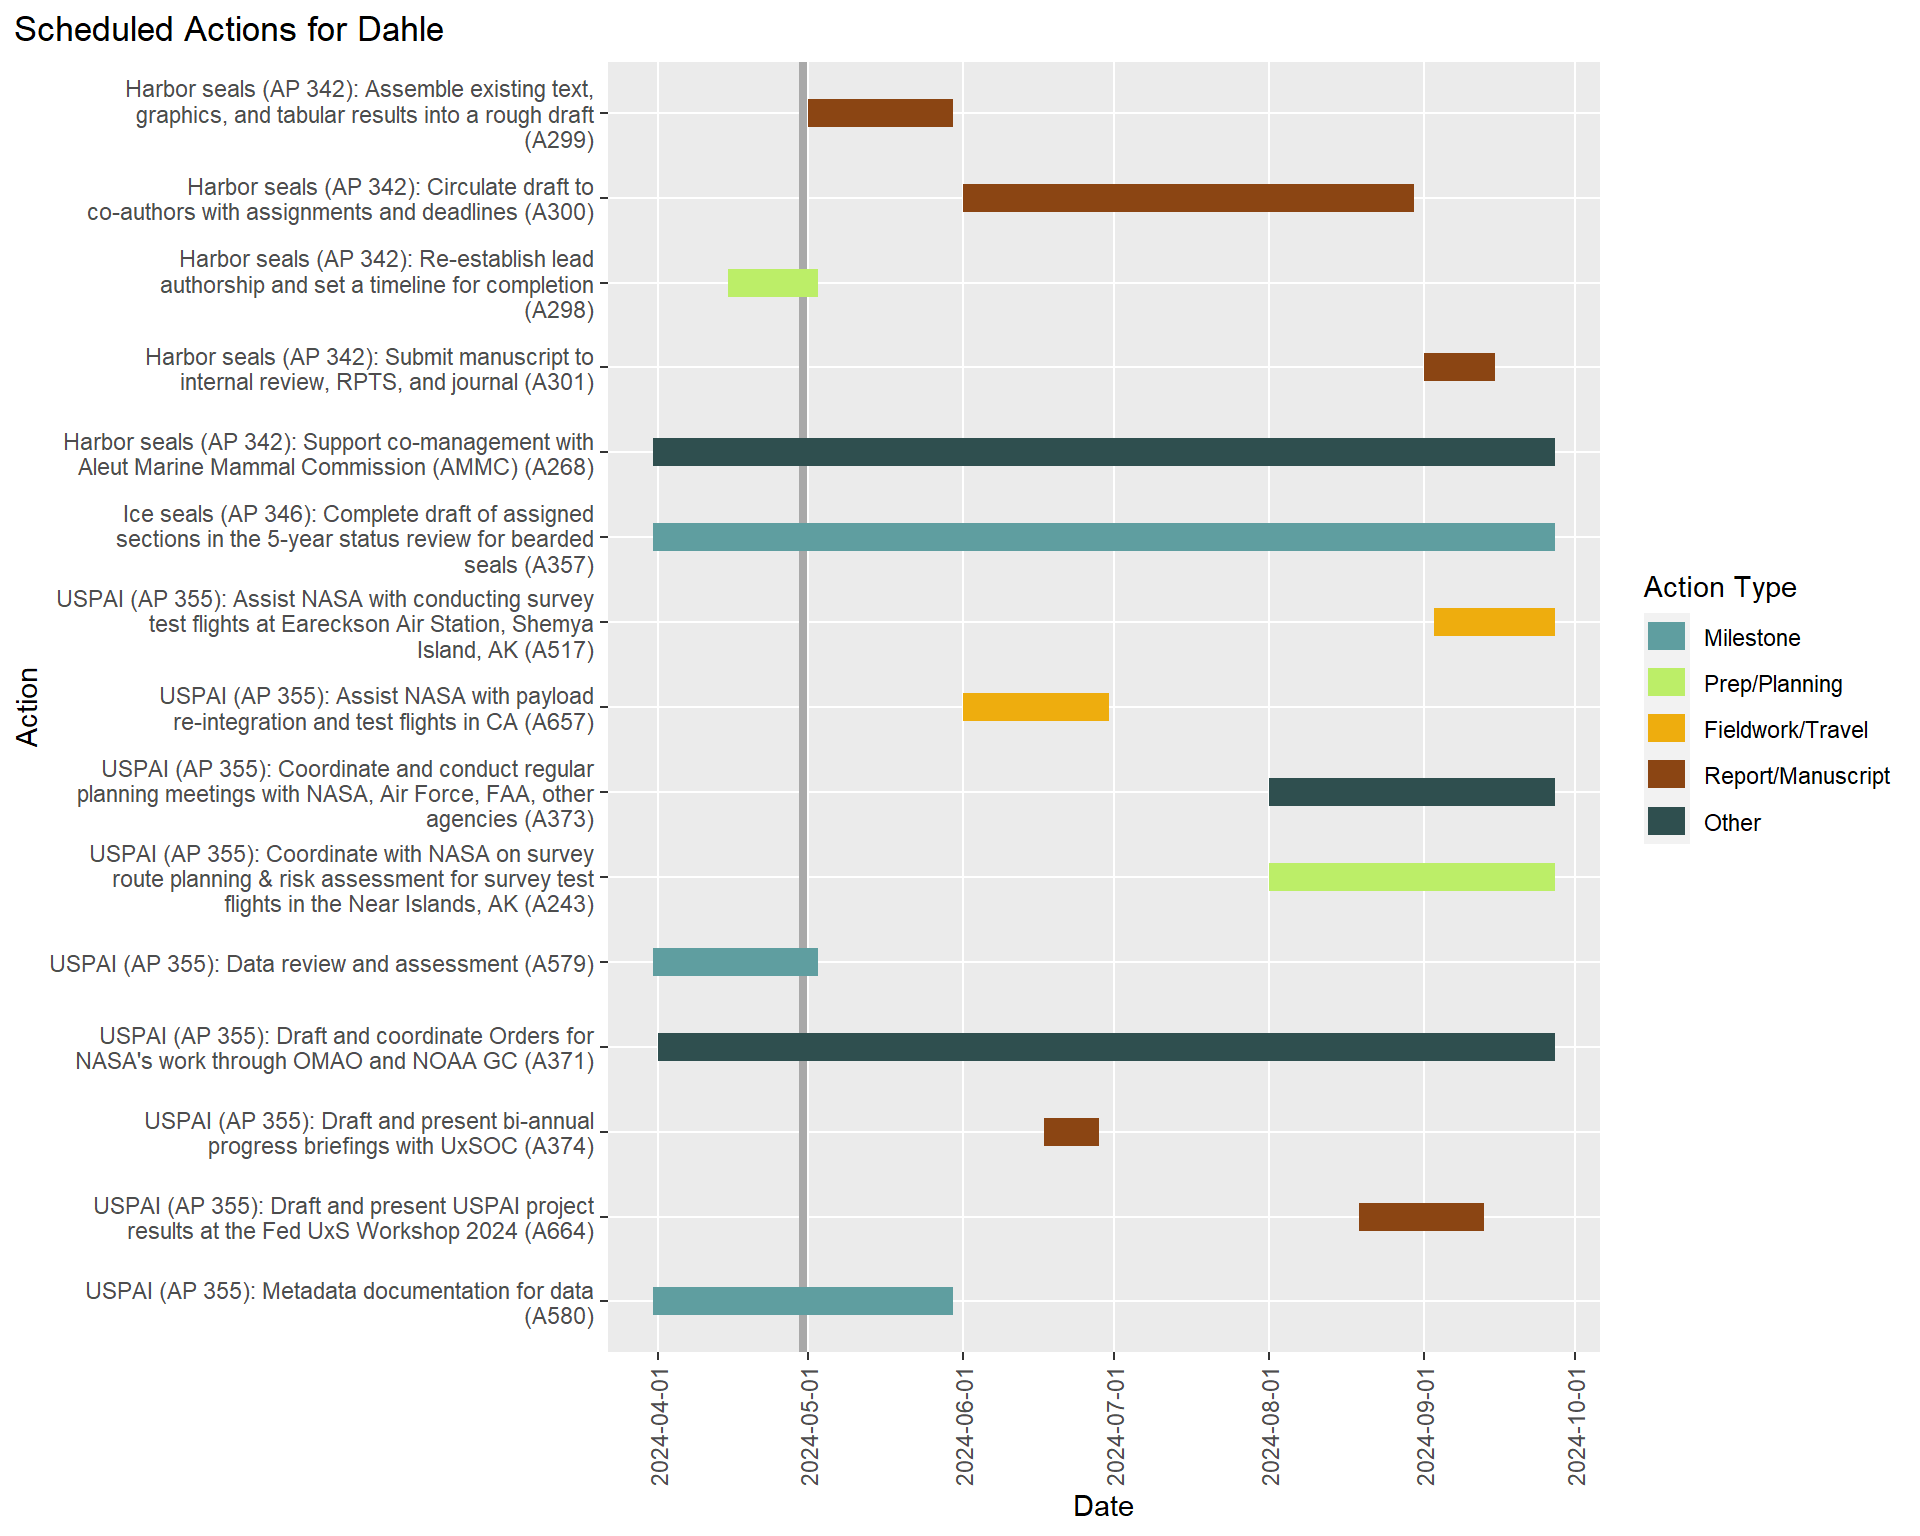 Scheduled Actions for Dahle
Harbor seals (AP 342): Assemble existing text,
graphics, and tabular results into a rough draft
(A299)
Harbor seals (AP 342): Circulate draft to
co-authors with assignments and deadlines (A300)
Harbor seals (AP 342): Re-establish lead
authorship and set a timeline for completion
(A298)
Harbor seals (AP 342): Submit manuscript to
internal review, RPTS, and journal (A301)
Harbor seals (AP 342): Support co-management with
Aleut Marine Mammal Commission (AMMC) (A268)
Ice seals (AP 346): Complete draft of assigned
sections in the 5-year status review for bearded
seals (A357)
USPAI (AP 355): Assist NASA with conducting survey
test flights at Eareckson Air Station, Shemya
Island, AK (A517)
USPAI (AP 355): Assist NASA with payload
re-integration and test flights in CA (A657)
USPAI (AP 355): Coordinate and conduct regular
planning meetings with NASA, Air Force, FAA, other
agencies (A373)
USPAI (AP 355): Coordinate with NASA on survey
route planning & risk assessment for survey test
flights in the Near Islands, AK (A243)
USPAI (AP 355): Data review and assessment (A579)
USPAI (AP 355): Draft and coordinate Orders for
NASA's work through OMAO and NOAA GC (A371)
USPAI (AP 355): Draft and present bi-annual
progress briefings with UxSOC (A374)
USPAI (AP 355): Draft and present USPAI project
results at the Fed UxS Workshop 2024 (A664)
USPAI (AP 355): Metadata documentation for data
(A580)
Action
2024-04-01
2024-05-01
2024-06-01
2024-07-01
2024-08-01
2024-09-01
2024-10-01
Date
Action Type
Milestone
Prep/Planning
Fieldwork/Travel
Report/Manuscript
Other